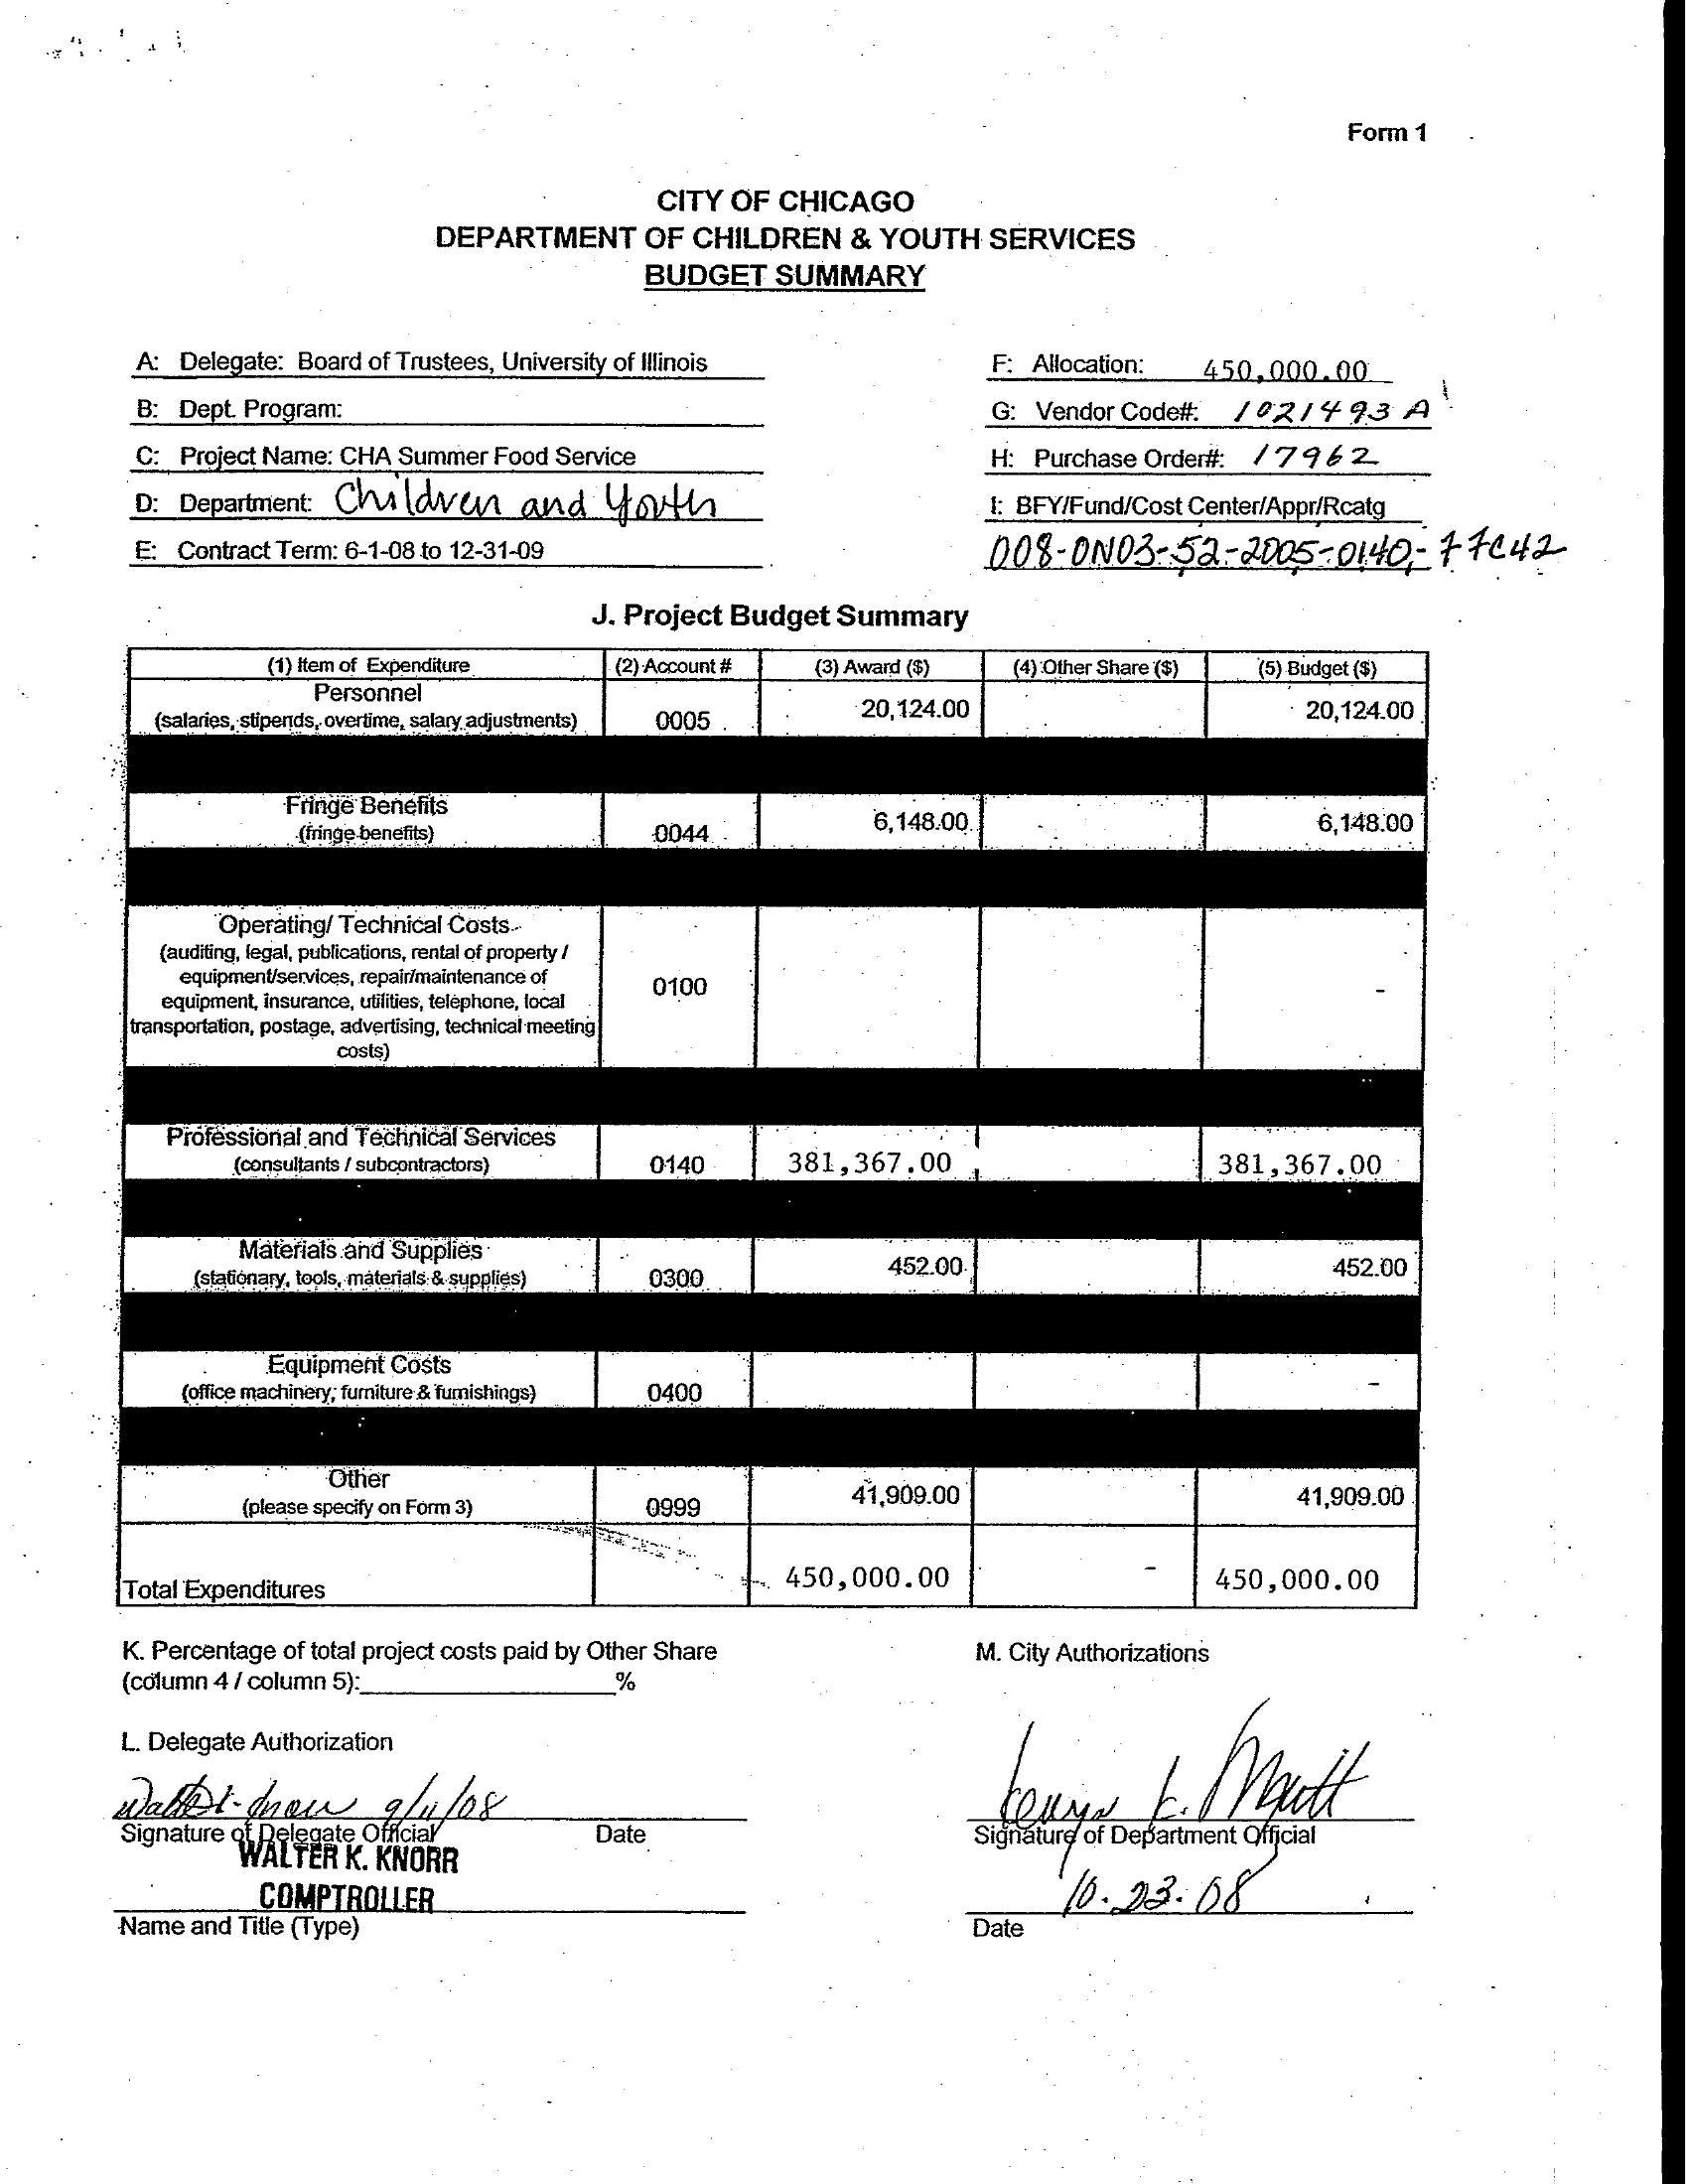 Form 1
CITY OF CHICAGO
DEPARTMENT OF CHILDREN & YOUTH SERVICES
BUDGET SUMMARY
A: Delegate: Board of Trustees, University of Illinois
F: Allocation: 450,000.00
B: Dept. Program:
G: Vendor Code#: 1021493 A
C: Project Name: CHA Summer Food Service
H: Purchase Order#: 17962
D: Department: Children and Youth
I: BFY/Fund/Cost Center/Appr/Rcatg
E: Contract Term: 6-1-08 to 12-31-09
008-0N03-52-2005-0140-
J. Project Budget Summary
(1) Item of Expenditure (2) Account # (3) Award ($) (4) Other Share ($) (5) Budget ($)
Personnel
(salaries, stipends, overtime, salary adjustments) 0005 20,124.00 20,124.00
Fringe Benefits
(fringe benefits) 0044 6,148.00 6,148.00
Operating/ Technical Costs
(auditing, legal, publications, rental of property /
equipment/services, repair/maintenance of
equipment, insurance, utilities, telephone, local
transportation, postage, advertising, technical meeting
costs)
0100 -
Professional and Technical Services
(consultants / subcontractors) 0140 381,367.00 381,367.00
Materials and Supplies
(stationary, tools, materials & supplies) 0300 452.00 452.00
Equipment Costs
(office machinery, furniture & furnishings) 0400 -
Other
(please specify on Form 3) 0999 41,909.00 41,909.00
Total Expenditures 450,000.00 - 450,000.00
K. Percentage of total project costs paid by Other Share
(column 4 / column 5): %
M. City Authorizations
L. Delegate Authorization
Signature of Delegate Official Date
Signature of Department Official
WALTER K. KNORR
COMPTROLLER
10.23.08
Name and Title (Type)
Date